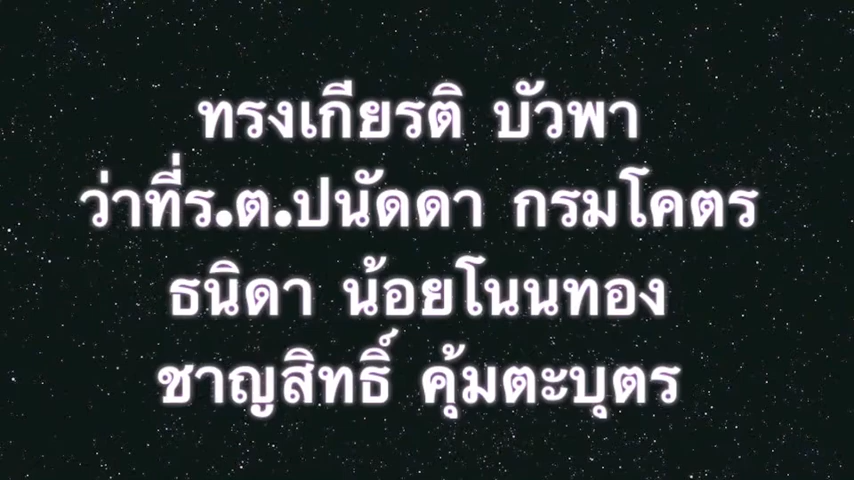 ทรงเกียรติ บัวพา
ว่าที่ร.ต.ปนัดดา กรมโคตร
ธนิดา น้อยโนนทอง
ชาญสิทธิ์ คุ้มตะบุตร